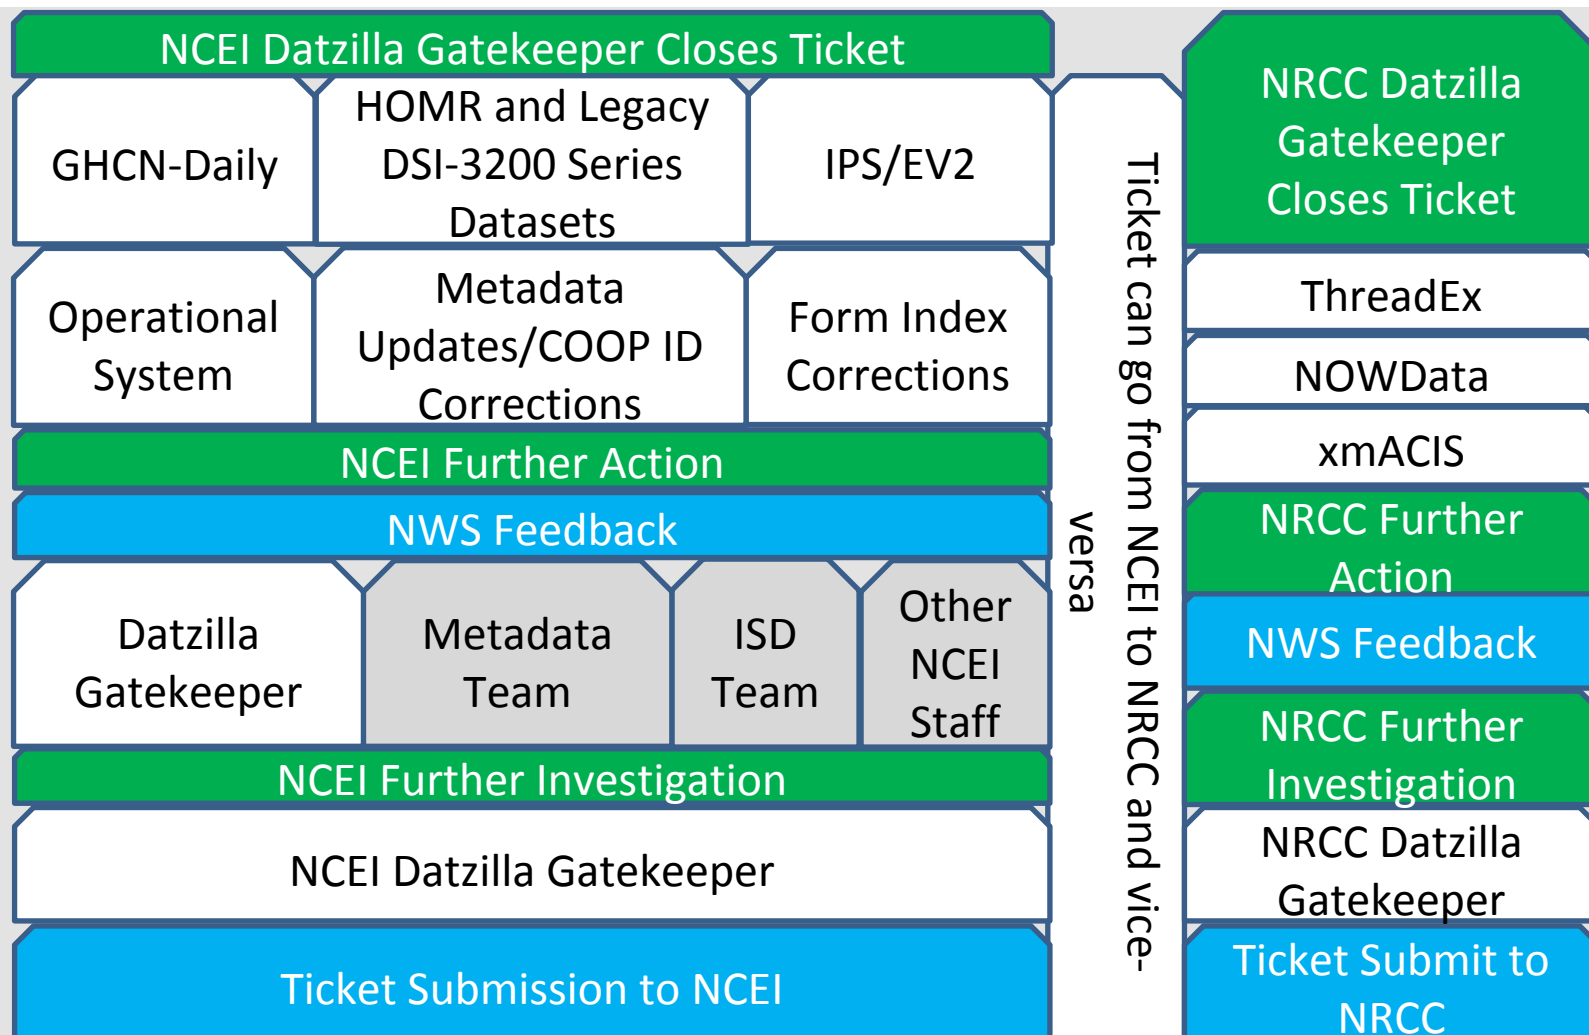 NCEI Datzilla Gatekeeper Closes Ticket
GHCN-Daily
HOMR and Legacy
DSI-3200 Series
Datasets
IPS/EV2
Operational
System
Metadata
Updates/COOP ID
Corrections
Form Index
Corrections
NCEI Further Action
NWS Feedback
Datzilla
Gatekeeper
Metadata
Team
ISD
Team
Other
NCEI
Staff
NCEI Further Investigation
NCEI Datzilla Gatekeeper
Ticket Submission to NCEI
Ticket can go from NCEI to NRCC and vice-
versa
NRCC Datzilla
Gatekeeper
Closes Ticket
ThreadEx
NOWData
xmACIS
NRCC Further
Action
NWS Feedback
NRCC Further
Investigation
NRCC Datzilla
Gatekeeper
Ticket Submit to
NRCC